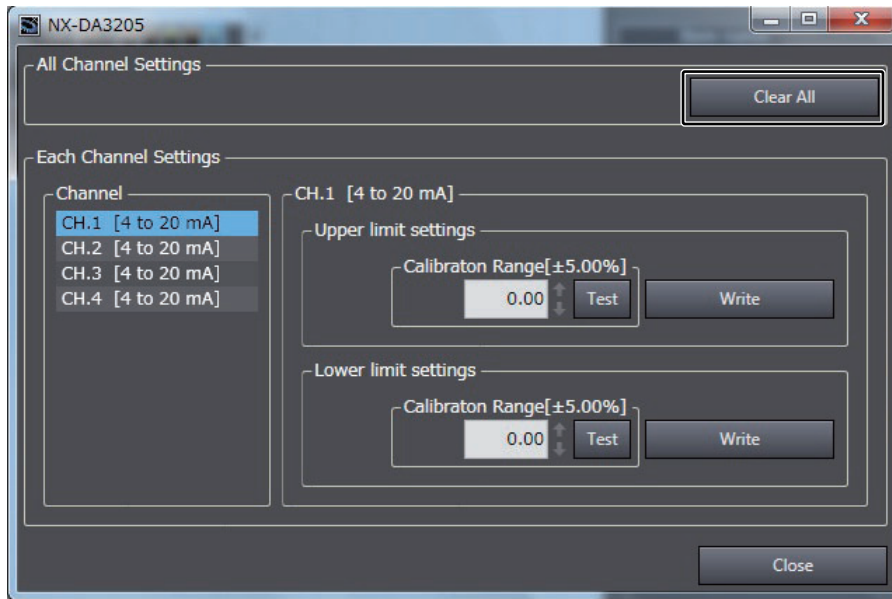 NX-DA3205
All Channel Settings
Clear All
Each Channel Settings
Channel
CH.1 [4 to 20 mA]
CH.2 [4 to 20 mA]
CH.3 [4 to 20 mA]
CH.4 [4 to 20 mA]
CH.1 [4 to 20 mA]
Upper limit settings
Calibraton Range[±5.00%]
0.00 Test Write
Lower limit settings
Calibraton Range[±5.00%]
0.00 Test Write
Close